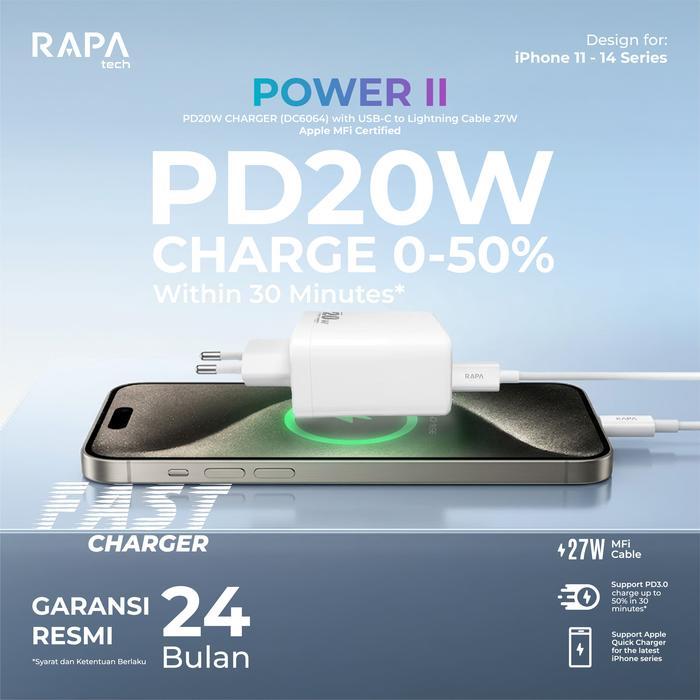 RAPA
tech
Design for:
iPhone 11 - 14 Series
POWER II
PD20W CHARGER (DC6064) with USB-C to Lightning Cable 27W
Apple MFi Certified
PD20W
CHARGE 0-50%
Within 30 Minutes*
20W
RAPA
RAPA
FAST
CHARGER
GARANSI
RESMI
24
Bulan
*Syarat dan Ketentuan Berlaku
27W
MFi
Cable
Support PD3.0
charge up to
50% in 30
minutes*
Support Apple
Quick Charger
for the latest
iPhone series